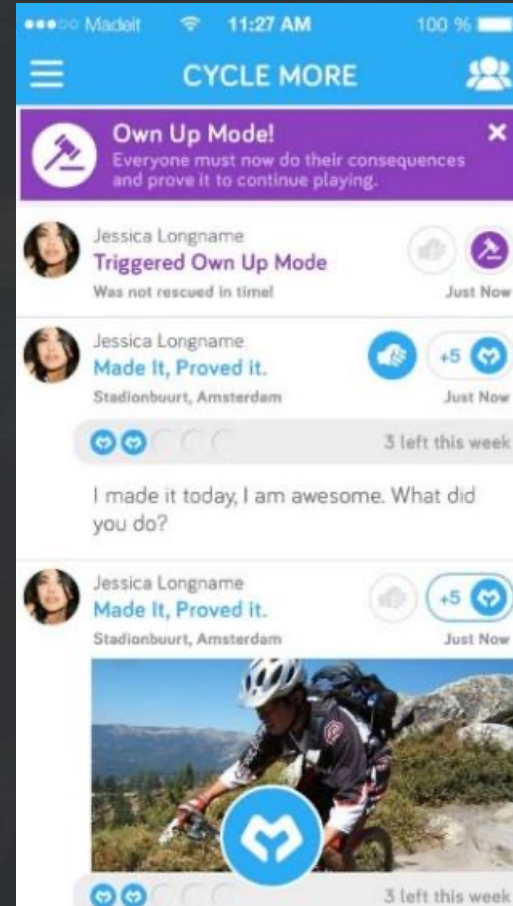 Madeit 11:27 AM 100 %
CYCLE MORE
Own Up Mode!
Everyone must now do their consequences
and prove it to continue playing.
Jessica Longname
Triggered Own Up Mode
Was not rescued in time! Just Now
Jessica Longname
Made It, Proved it. +5
Stadionbuurt, Amsterdam Just Now
3 left this week
I made it today, I am awesome. What did
you do?
Jessica Longname
Made It, Proved it. +5
Stadionbuurt, Amsterdam Just Now
3 left this week